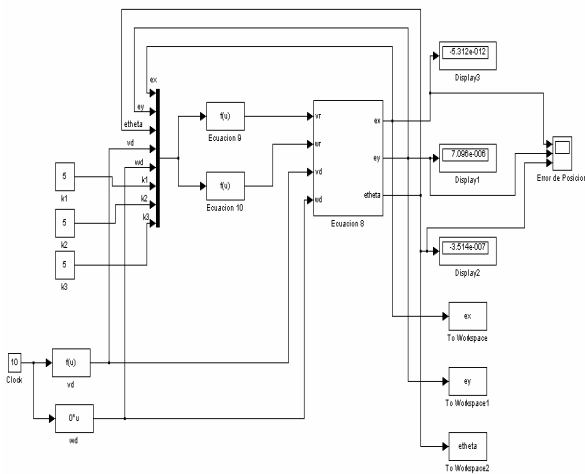 -5.312e-012
Display3
ex
ey
etheta
vd
wd
k1
k2
k3
f(u)
Ecuacion 9
f(u)
Ecuacion 10
vr
wr
vd
wd
ex
ey
etheta
Ecuacion 8
7.096e-006
Display1
Error de Posicion
-3.514e-007
Display2
5
k1
5
k2
5
k3
ex
To Workspace
10
Clock
f(u)
vd
0*u
wd
ey
To Workspace1
etheta
To Workspace2